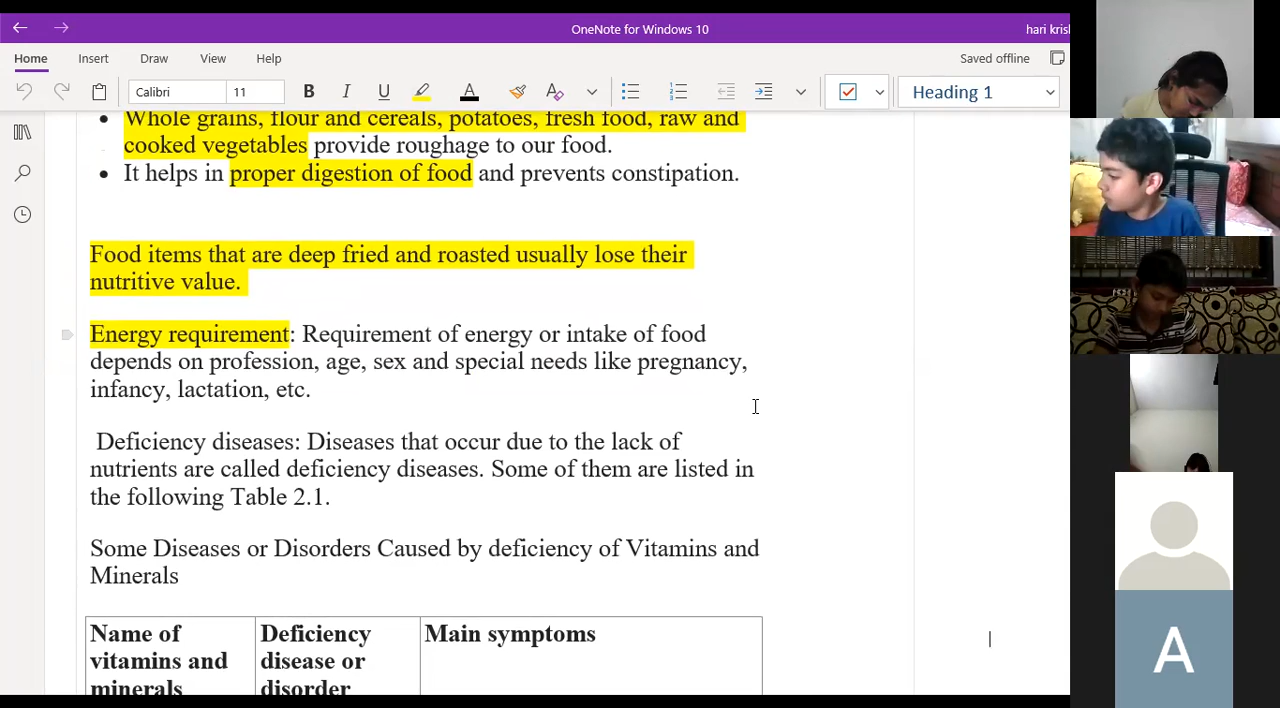 OneNote for Windows 10
hari krish
Home Insert Draw View Help
Saved offline
Calibri 11 B I U A Heading 1
• Whole grains, flour and cereals, potatoes, fresh food, raw and
cooked vegetables provide roughage to our food.
• It helps in proper digestion of food and prevents constipation.
Food items that are deep fried and roasted usually lose their
nutritive value.
Energy requirement: Requirement of energy or intake of food
depends on profession, age, sex and special needs like pregnancy,
infancy, lactation, etc.
Deficiency diseases: Diseases that occur due to the lack of
nutrients are called deficiency diseases. Some of them are listed in
the following Table 2.1.
Some Diseases or Disorders Caused by deficiency of Vitamins and
Minerals
Name of
vitamins and
minerals
Deficiency
disease or
disorder
Main symptoms
A